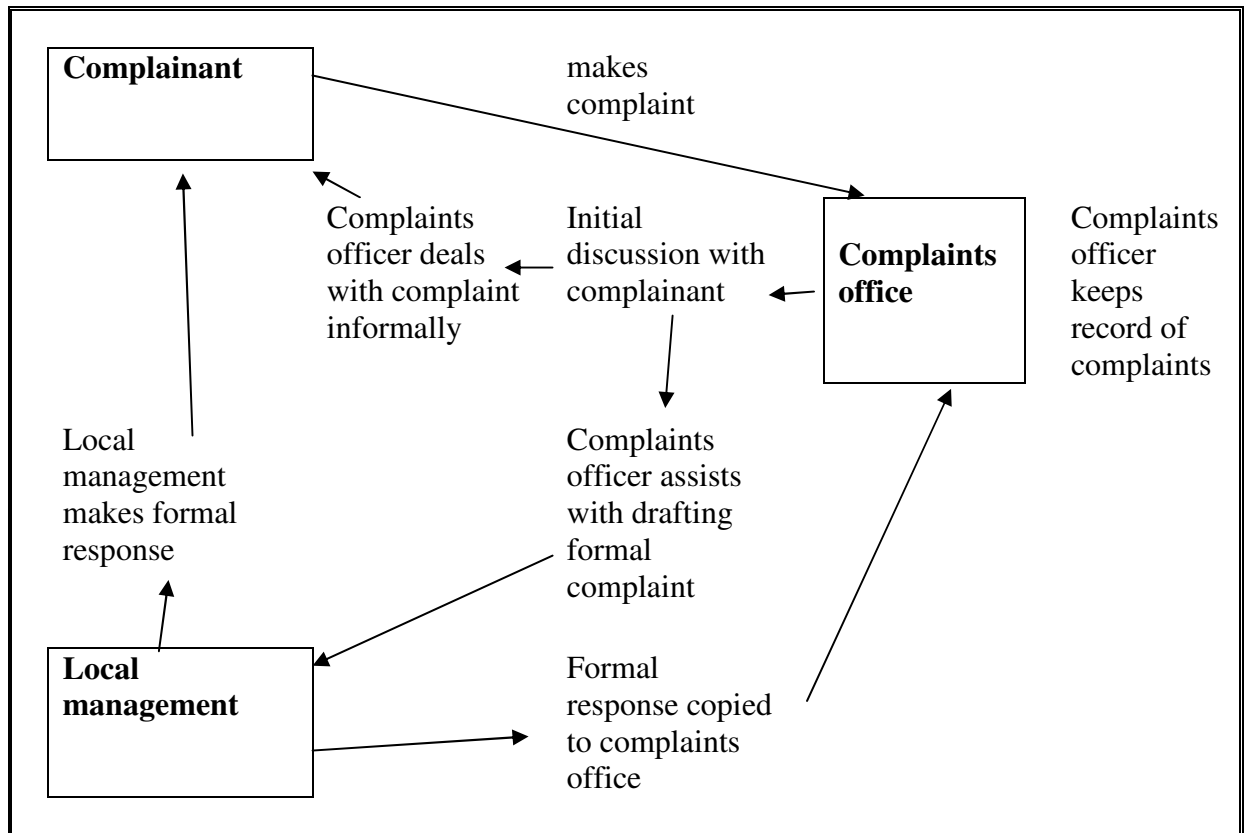 Complainant
makes
complaint
Complaints
officer deals
with complaint
informally
Initial
discussion with
complainant
Complaints
office
Complaints
officer
keeps
record of
complaints
Local
management
makes formal
response
Complaints
officer assists
with drafting
formal
complaint
Local
management
Formal
response copied
to complaints
office